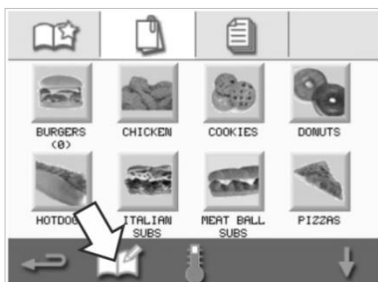 BURGERS CHICKEN COOKIES DONUTS
(0)
HOTDOG ITALIAN MEAT BALL PIZZAS
SUBS SUBS